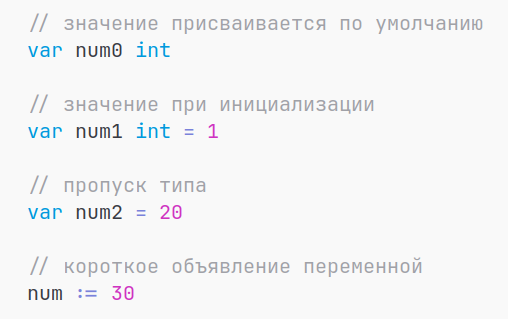 // значение присваивается по умолчанию
var num0 int
// значение при инициализации
var num1 int = 1
// пропуск типа
var num2 = 20
// короткое объявление переменной
num := 30